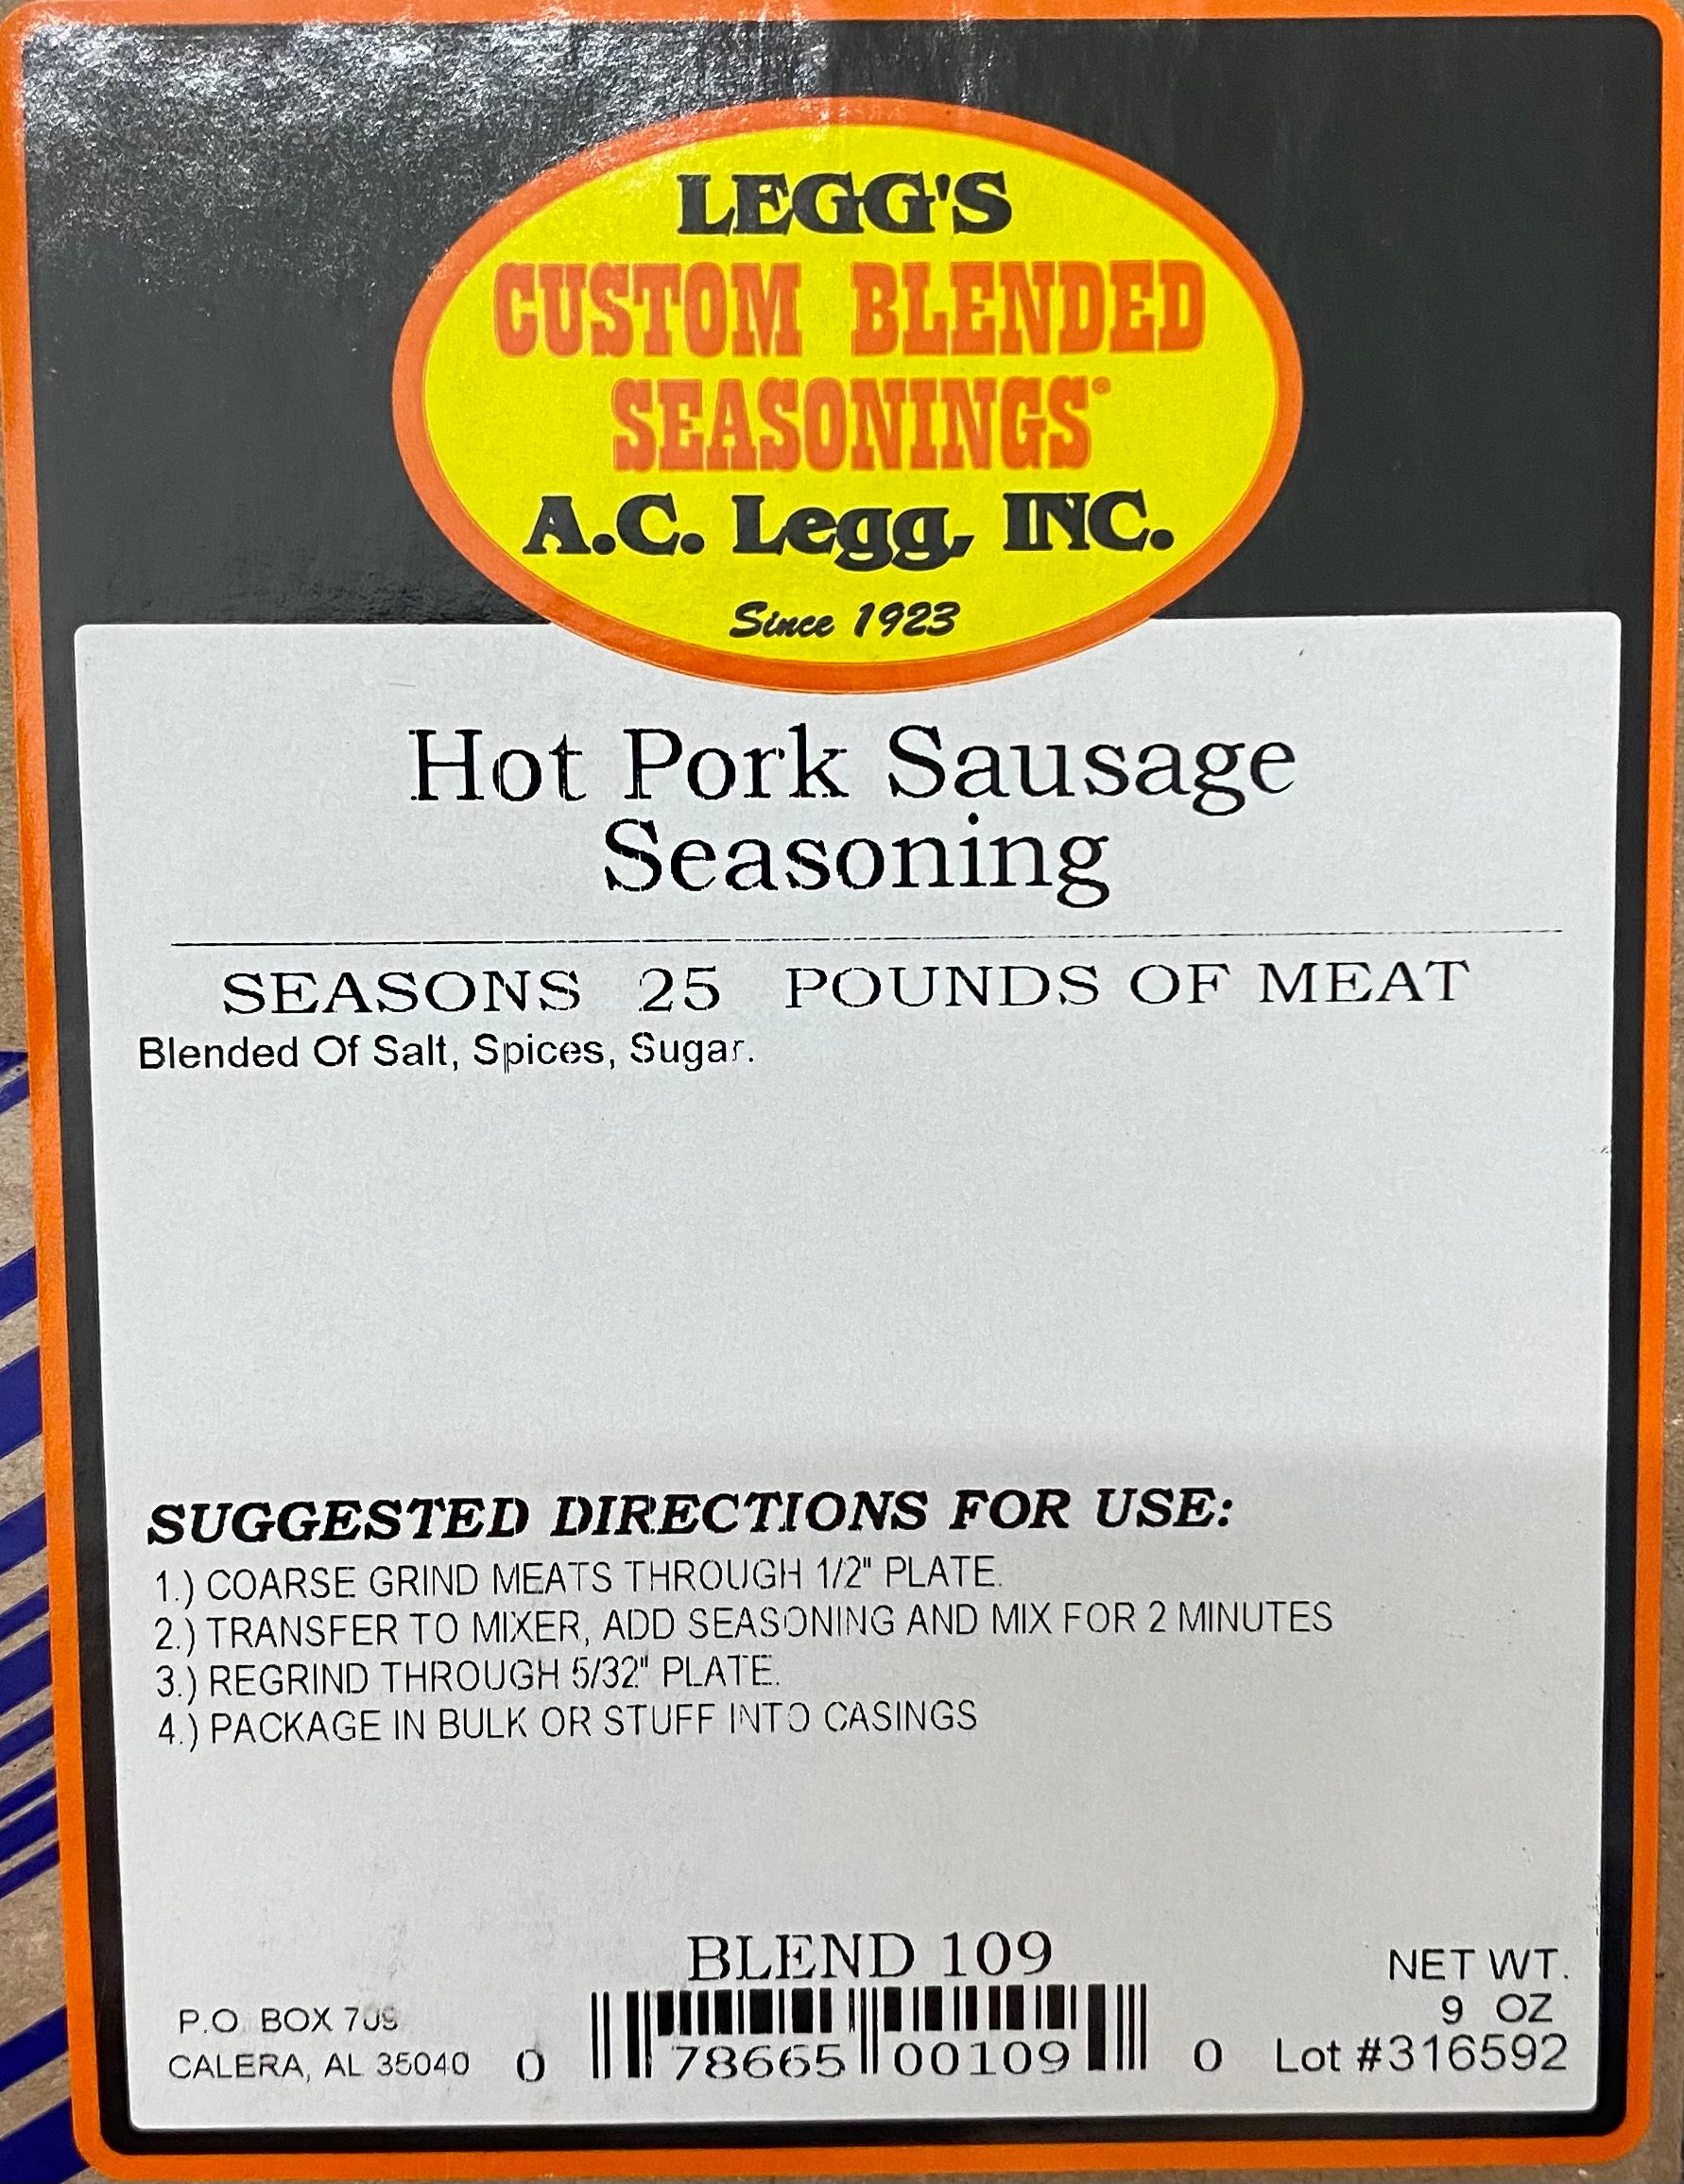 LEGG'S
CUSTOM BLENDED
SEASONINGS®
A.C. Legg, INC.
Since 1923
Hot Pork Sausage
Seasoning
SEASONS 25 POUNDS OF MEAT
Blended Of Salt, Spices, Sugar.
SUGGESTED DIRECTIONS FOR USE:
1.) COARSE GRIND MEATS THROUGH 1/2" PLATE.
2.) TRANSFER TO MIXER, ADD SEASONING AND MIX FOR 2 MINUTES
3.) REGRIND THROUGH 5/32" PLATE.
4.) PACKAGE IN BULK OR STUFF INTO CASINGS
BLEND 109
NET WT.
9 OZ
P.O. BOX 709
CALERA, AL 35040
0 78665 00109 0
Lot #316592